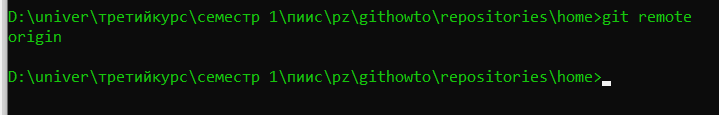 D:\univer\третийкурс\семестр 1\пиис\pz\githowto\repositories\home>git remote
origin
D:\univer\третийкурс\семестр 1\пиис\pz\githowto\repositories\home>